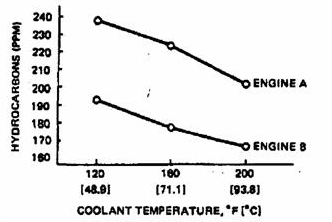 HYDROCARBONS (PPM)
240
230
220
210
200
190
180
170
160
ENGINE A
ENGINE B
120 160 200
[48.9] [71.1] [93.8]
COOLANT TEMPERATURE, °F [°C]